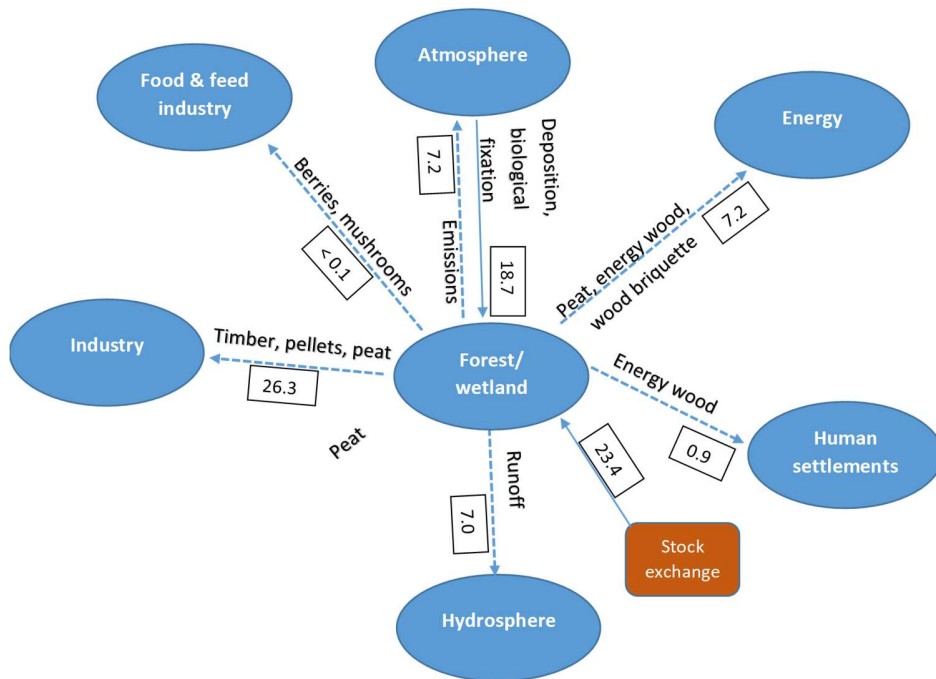 Atmosphere
Food & feed
industry
Energy
Deposition,
biological
fixation
7.2
Emissions
18.7
Berries, mushrooms
< 0.1
Peat, energy wood,
wood briquette
7.2
Industry
Timber, pellets, peat
26.3
Forest/
wetland
Energy wood
0.9
Human
settlements
Peat
Runoff
7.0
23.4
Stock
exchange
Hydrosphere